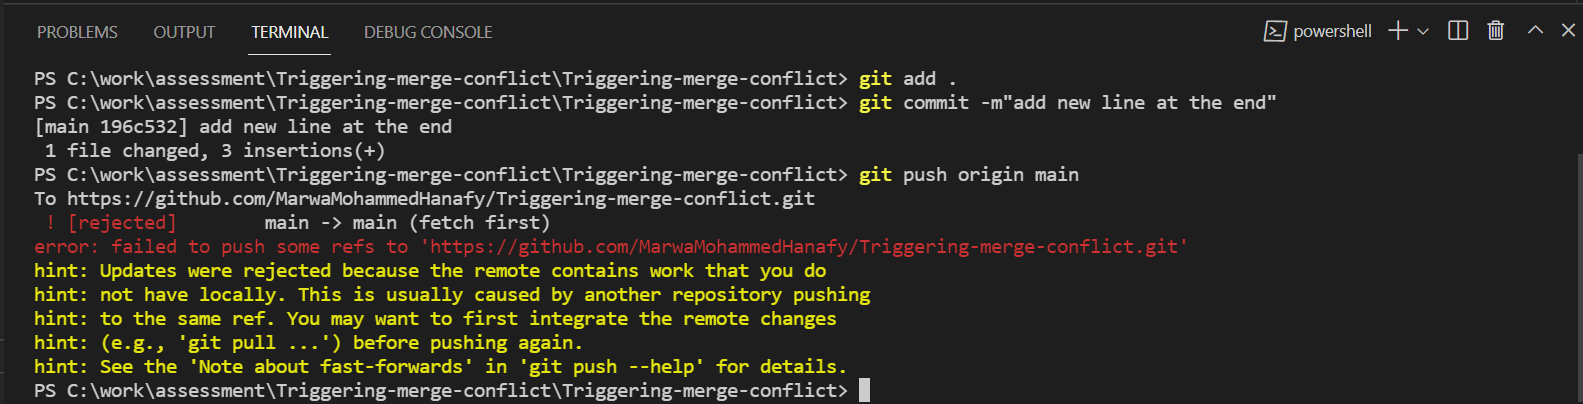 PROBLEMS OUTPUT TERMINAL DEBUG CONSOLE powershell
PS C:\work\assessment\Triggering-merge-conflict\Triggering-merge-conflict> git add .
PS C:\work\assessment\Triggering-merge-conflict\Triggering-merge-conflict> git commit -m"add new line at the end"
[main 196c532] add new line at the end
 1 file changed, 3 insertions(+)
PS C:\work\assessment\Triggering-merge-conflict\Triggering-merge-conflict> git push origin main
To https://github.com/MarwaMohammedHanafy/Triggering-merge-conflict.git
 ! [rejected]        main -> main (fetch first)
error: failed to push some refs to 'https://github.com/MarwaMohammedHanafy/Triggering-merge-conflict.git'
hint: Updates were rejected because the remote contains work that you do
hint: not have locally. This is usually caused by another repository pushing
hint: to the same ref. You may want to first integrate the remote changes
hint: (e.g., 'git pull ...') before pushing again.
hint: See the 'Note about fast-forwards' in 'git push --help' for details.
PS C:\work\assessment\Triggering-merge-conflict\Triggering-merge-conflict>